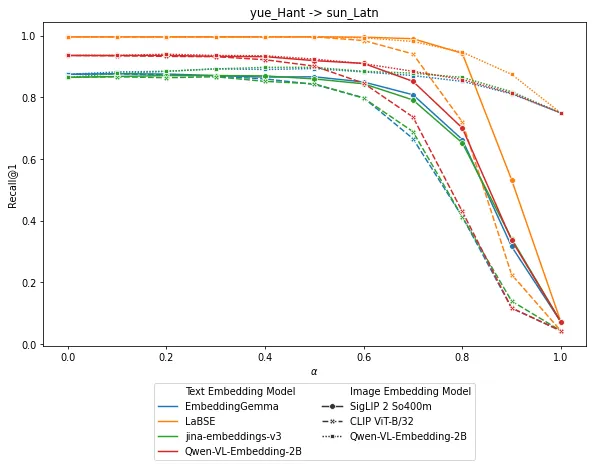 yue_Hant -> sun_Latn
Recall@1
1.0
0.8
0.6
0.4
0.2
0.0
0.0 0.2 0.4 0.6 0.8 1.0
α
Text Embedding Model Image Embedding Model
EmbeddingGemma SigLIP 2 So400m
LaBSE CLIP ViT-B/32
jina-embeddings-v3 Qwen-VL-Embedding-2B
Qwen-VL-Embedding-2B